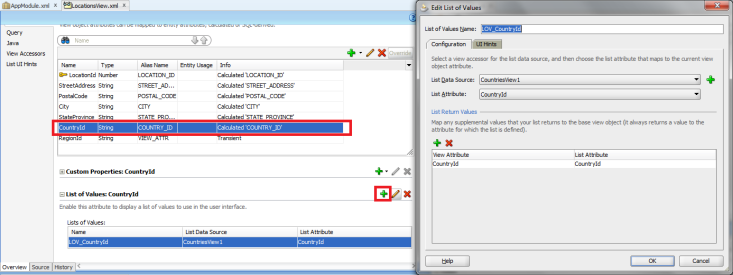 AppModule.xml
LocationsView.xml
View object attributes can be mapped to entity attributes, calculated or SQL-derived.
Query
Java
View Accessors
List UI Hints
Name
Override
Name Type Alias Name Entity Usage Info
LocationId Number LOCATION_ID Calculated 'LOCATION_ID'
StreetAddress String STREET_AD... Calculated 'STREET_ADDRESS'
PostalCode String POSTAL_CODE Calculated 'POSTAL_CODE'
City String CITY Calculated 'CITY'
StateProvince String STATE_PRO... Calculated 'STATE_PROVINCE'
CountryId String COUNTRY_ID Calculated 'COUNTRY_ID'
RegionId String VIEW_ATTR Transient
Custom Properties: CountryId
List of Values: CountryId
Enable this attribute to display a list of values to use in the user interface.
Lists of Values:
Name List Data Source List Attribute
LOV_CountryId CountriesView1 CountryId
Overview Source History
Edit List of Values
List of Values Name: LOV_CountryId
Configuration UI Hints
Select a view accessor for the list data source, and then choose the list attribute that maps to the current view
object attribute.
List Data Source: CountriesView1
List Attribute: CountryId
List Return Values
Map any supplemental values that your list returns to the base view object (it always returns a value to the
attribute for which the list is defined).
View Attribute List Attribute
CountryId CountryId
Help OK Cancel